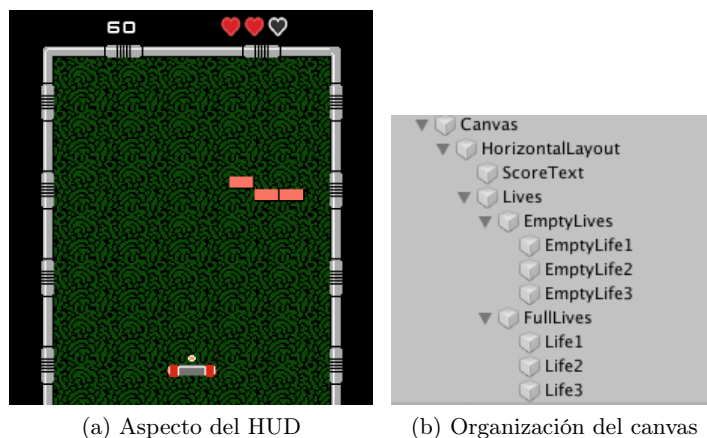 60
Canvas
HorizontalLayout
ScoreText
Lives
EmptyLives
EmptyLife1
EmptyLife2
EmptyLife3
FullLives
Life1
Life2
Life3
(a) Aspecto del HUD
(b) Organización del canvas